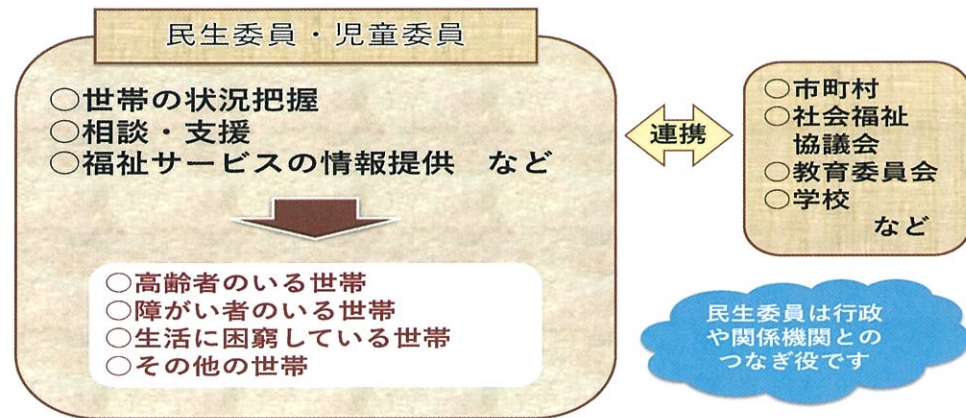 民生委員・児童委員
○世帯の状況把握
○相談・支援
○福祉サービスの情報提供　など
○高齢者のいる世帯
○障がい者のいる世帯
○生活に困窮している世帯
○その他の世帯
連携
○市町村
○社会福祉
協議会
○教育委員会
○学校
など
民生委員は行政
や関係機関との
つなぎ役です